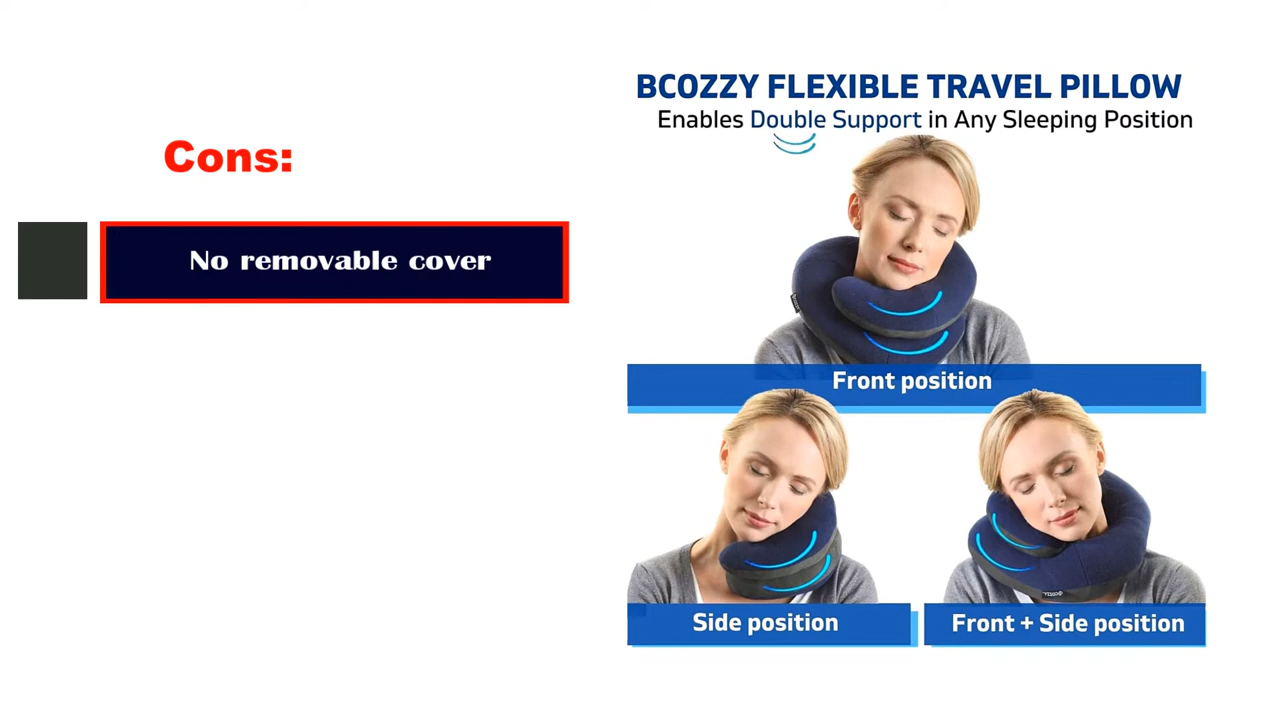 Cons:
No removable cover
BCOZZY FLEXIBLE TRAVEL PILLOW
Enables Double Support in Any Sleeping Position
Front position
Side position
Front + Side position